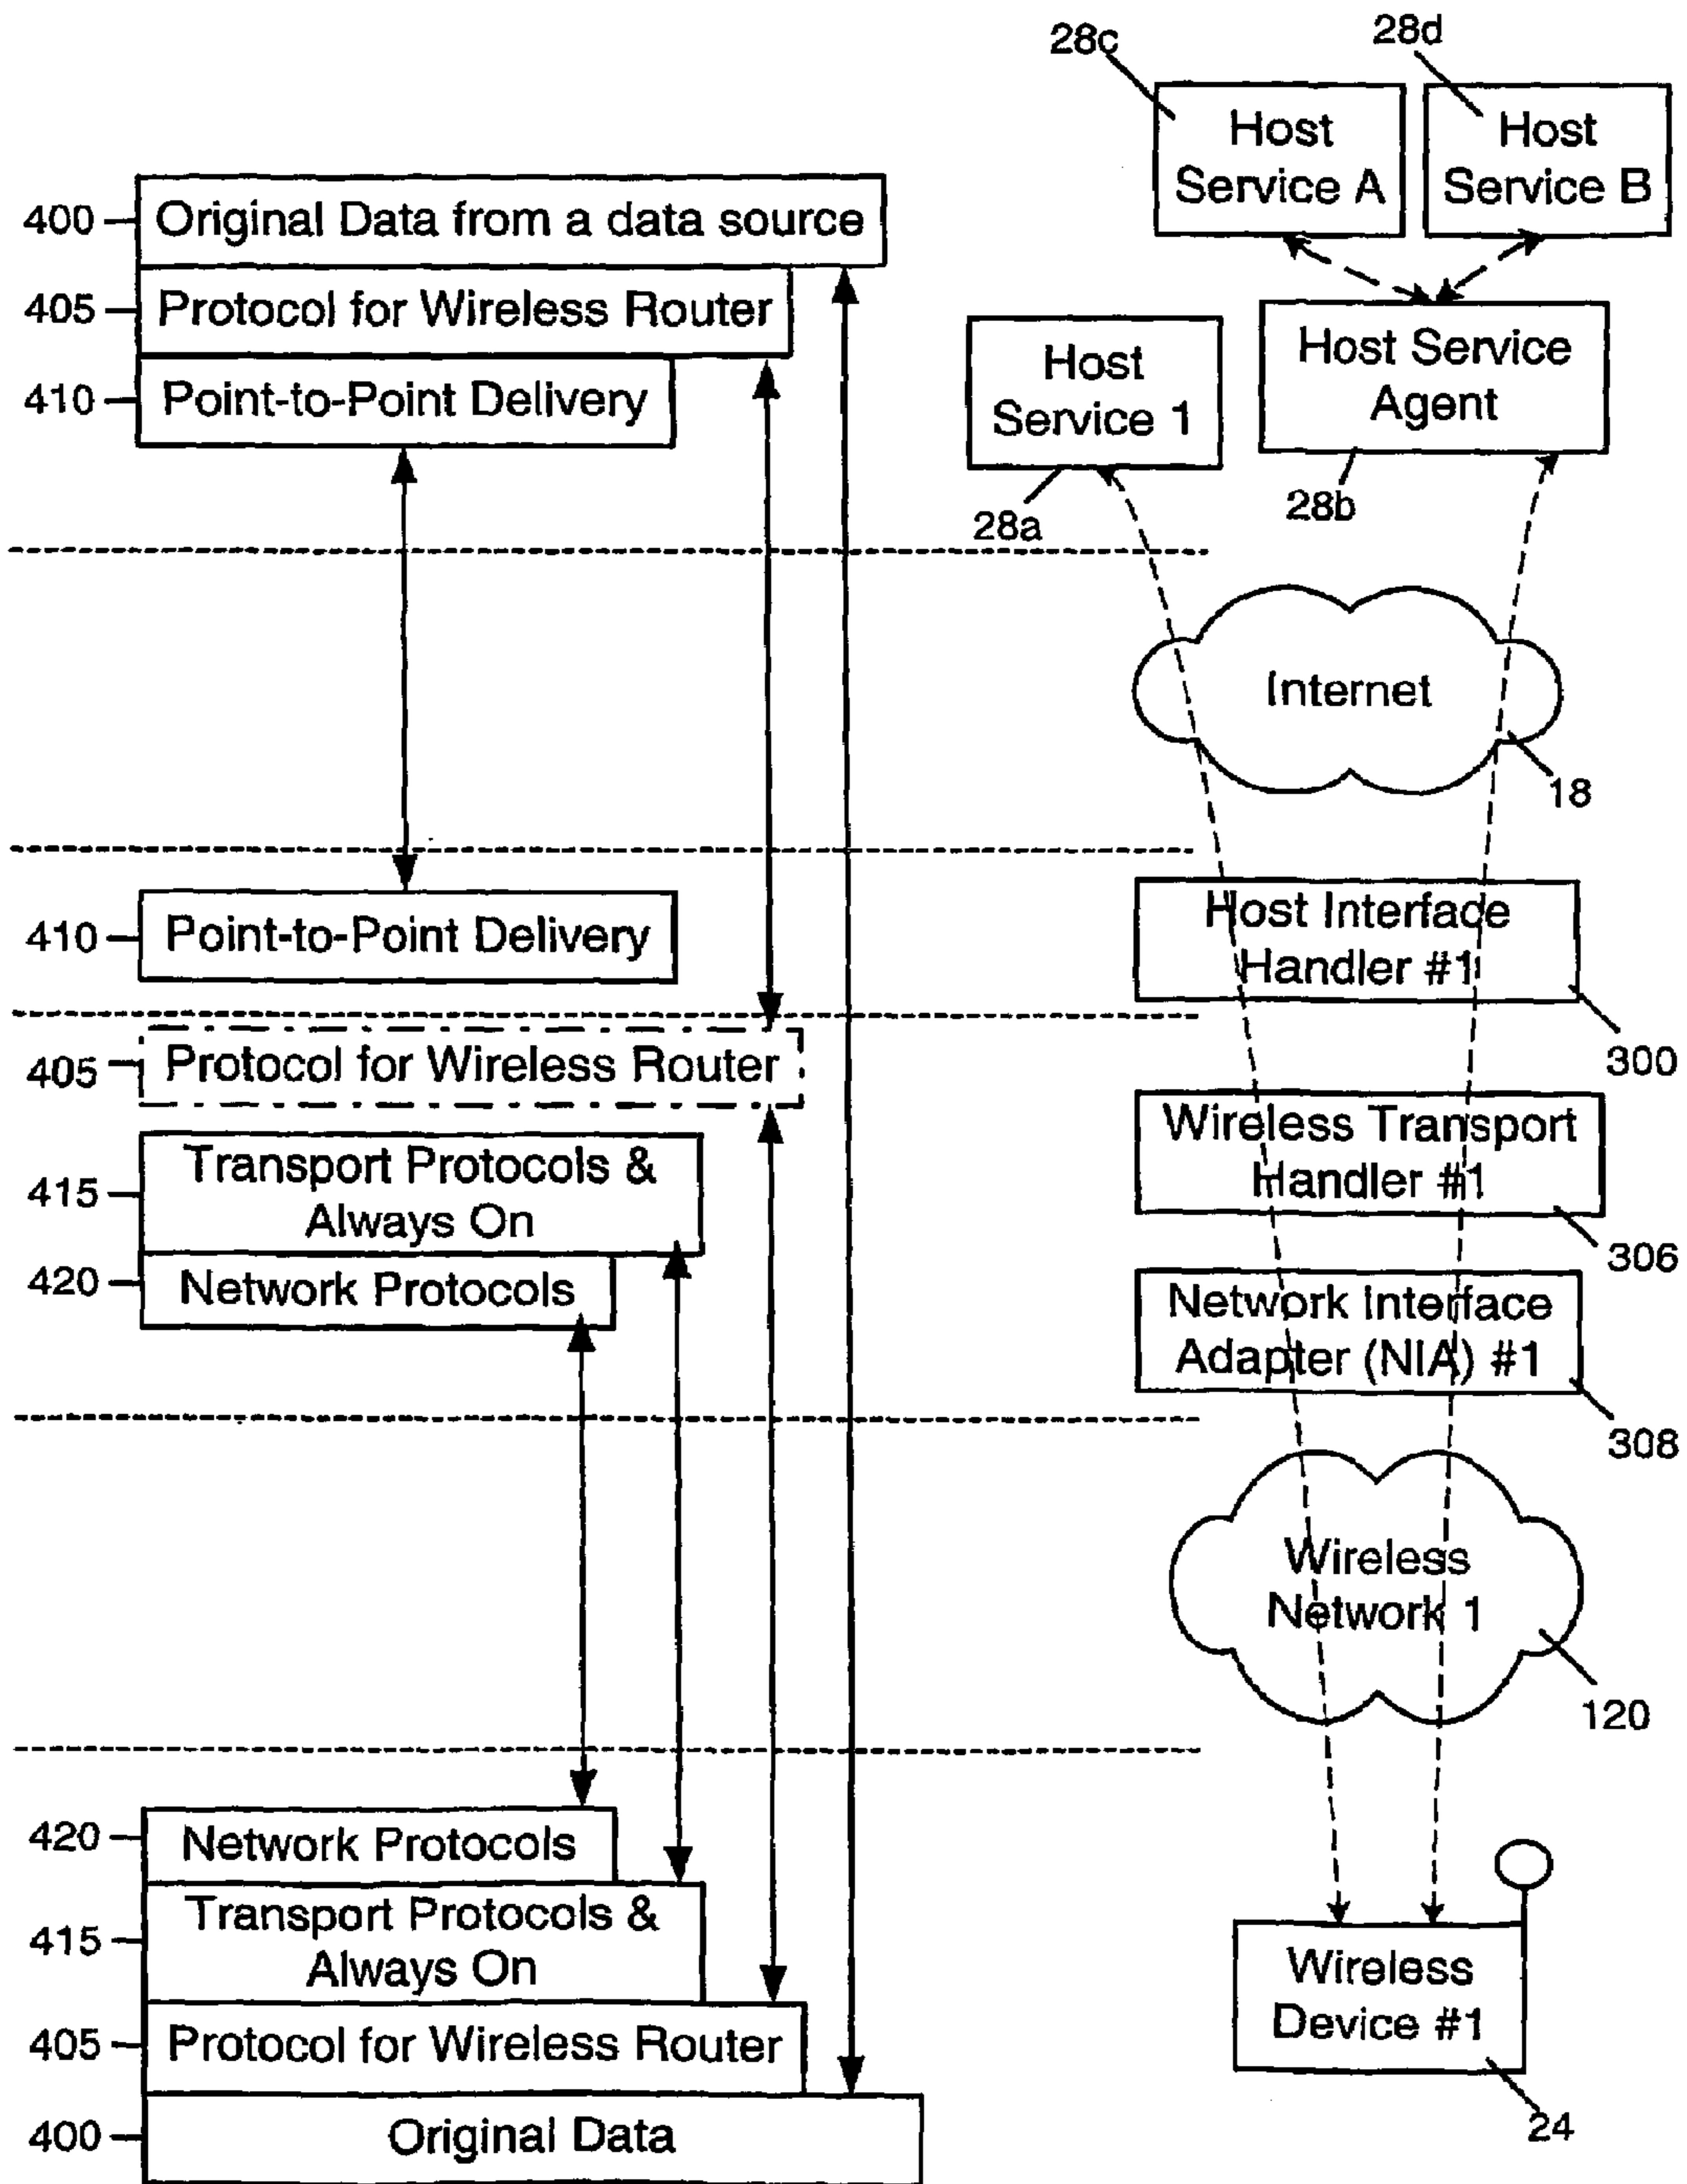 28c
28d
Host
Service A
Host
Service B
400
Original Data from a data source
405
Protocol for Wireless Router
410
Point-to-Point Delivery
Host
Service 1
Host Service
Agent
28a
28b
Internet
18
410
Point-to-Point Delivery
Host Interface
Handler #1
300
405
Protocol for Wireless Router
415
Transport Protocols &
Always On
Wireless Transport
Handler #1
306
420
Network Protocols
Network Interface
Adapter (NIA) #1
308
Wireless
Network 1
120
420
Network Protocols
415
Transport Protocols &
Always On
405
Protocol for Wireless Router
400
Original Data
Wireless
Device #1
24